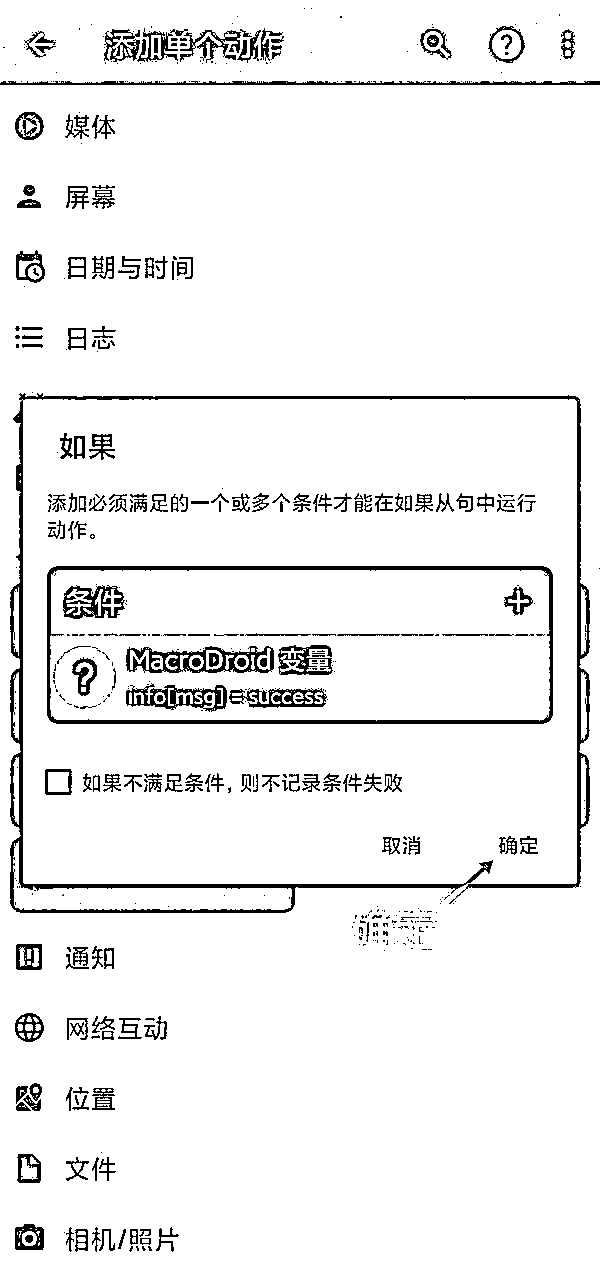 添加单个动作
媒体
屏幕
日期与时间
日志
如果
添加必须满足的一个或多个条件才能在如果从句中运行
动作。
条件
MacroDroid 变量
info[msg] = success
如果不满足条件，则不记录条件失败
取消
确定
确定
通知
网络互动
位置
文件
相机/照片